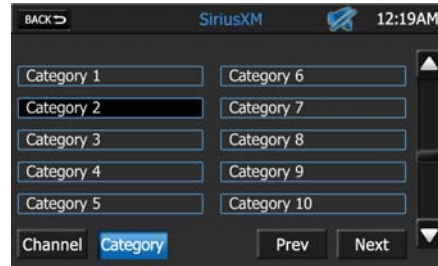 BACK SiriusXM 12:19AM
Category 1 Category 6
Category 2 Category 7
Category 3 Category 8
Category 4 Category 9
Category 5 Category 10
Channel Category Prev Next